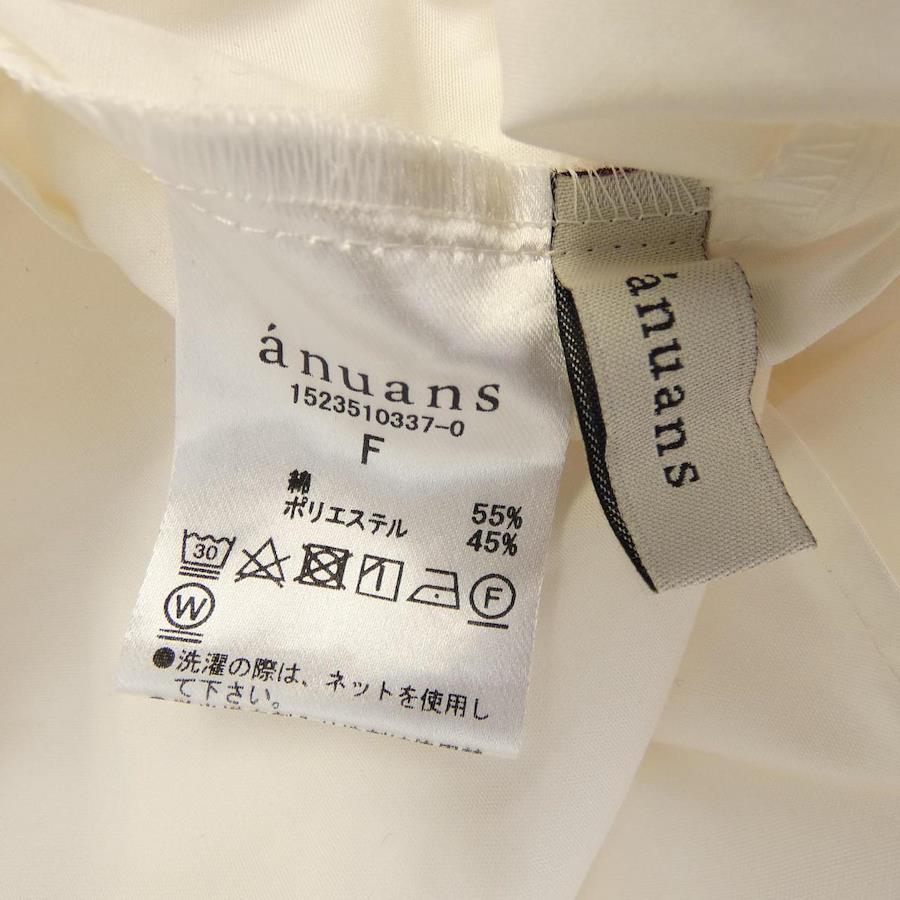 ánuans
1523510337-0
F
綿 55%
ポリエステル 45%
30
F
W
●洗濯の際は、ネットを使用し
て下さい。
ánuans